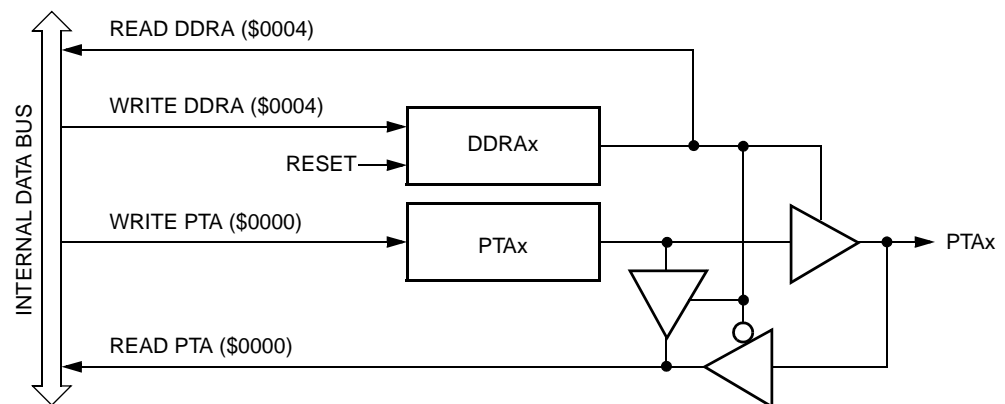 READ DDRA ($0004)
WRITE DDRA ($0004)
DDRAx
RESET
INTERNAL DATA BUS
WRITE PTA ($0000)
PTAx
PTAx
READ PTA ($0000)